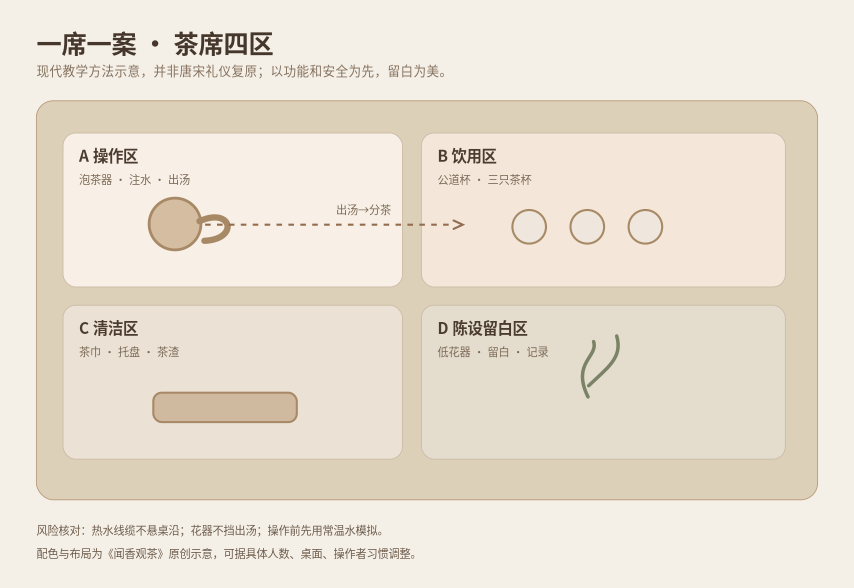 一席一案 · 茶席四区
现代教学方法示意，并非唐宋礼仪复原；以功能和安全为先，留白为美。
A 操作区
泡茶器 · 注水 · 出汤
出汤→分茶
B 饮用区
公道杯 · 三只茶杯
C 清洁区
茶巾 · 托盘 · 茶渣
D 陈设留白区
低花器 · 留白 · 记录
风险核对：热水线缆不悬桌沿；花器不挡出汤；操作前先用常温水模拟。
配色与布局为《闻香观茶》原创示意，可据具体人数、桌面、操作者习惯调整。